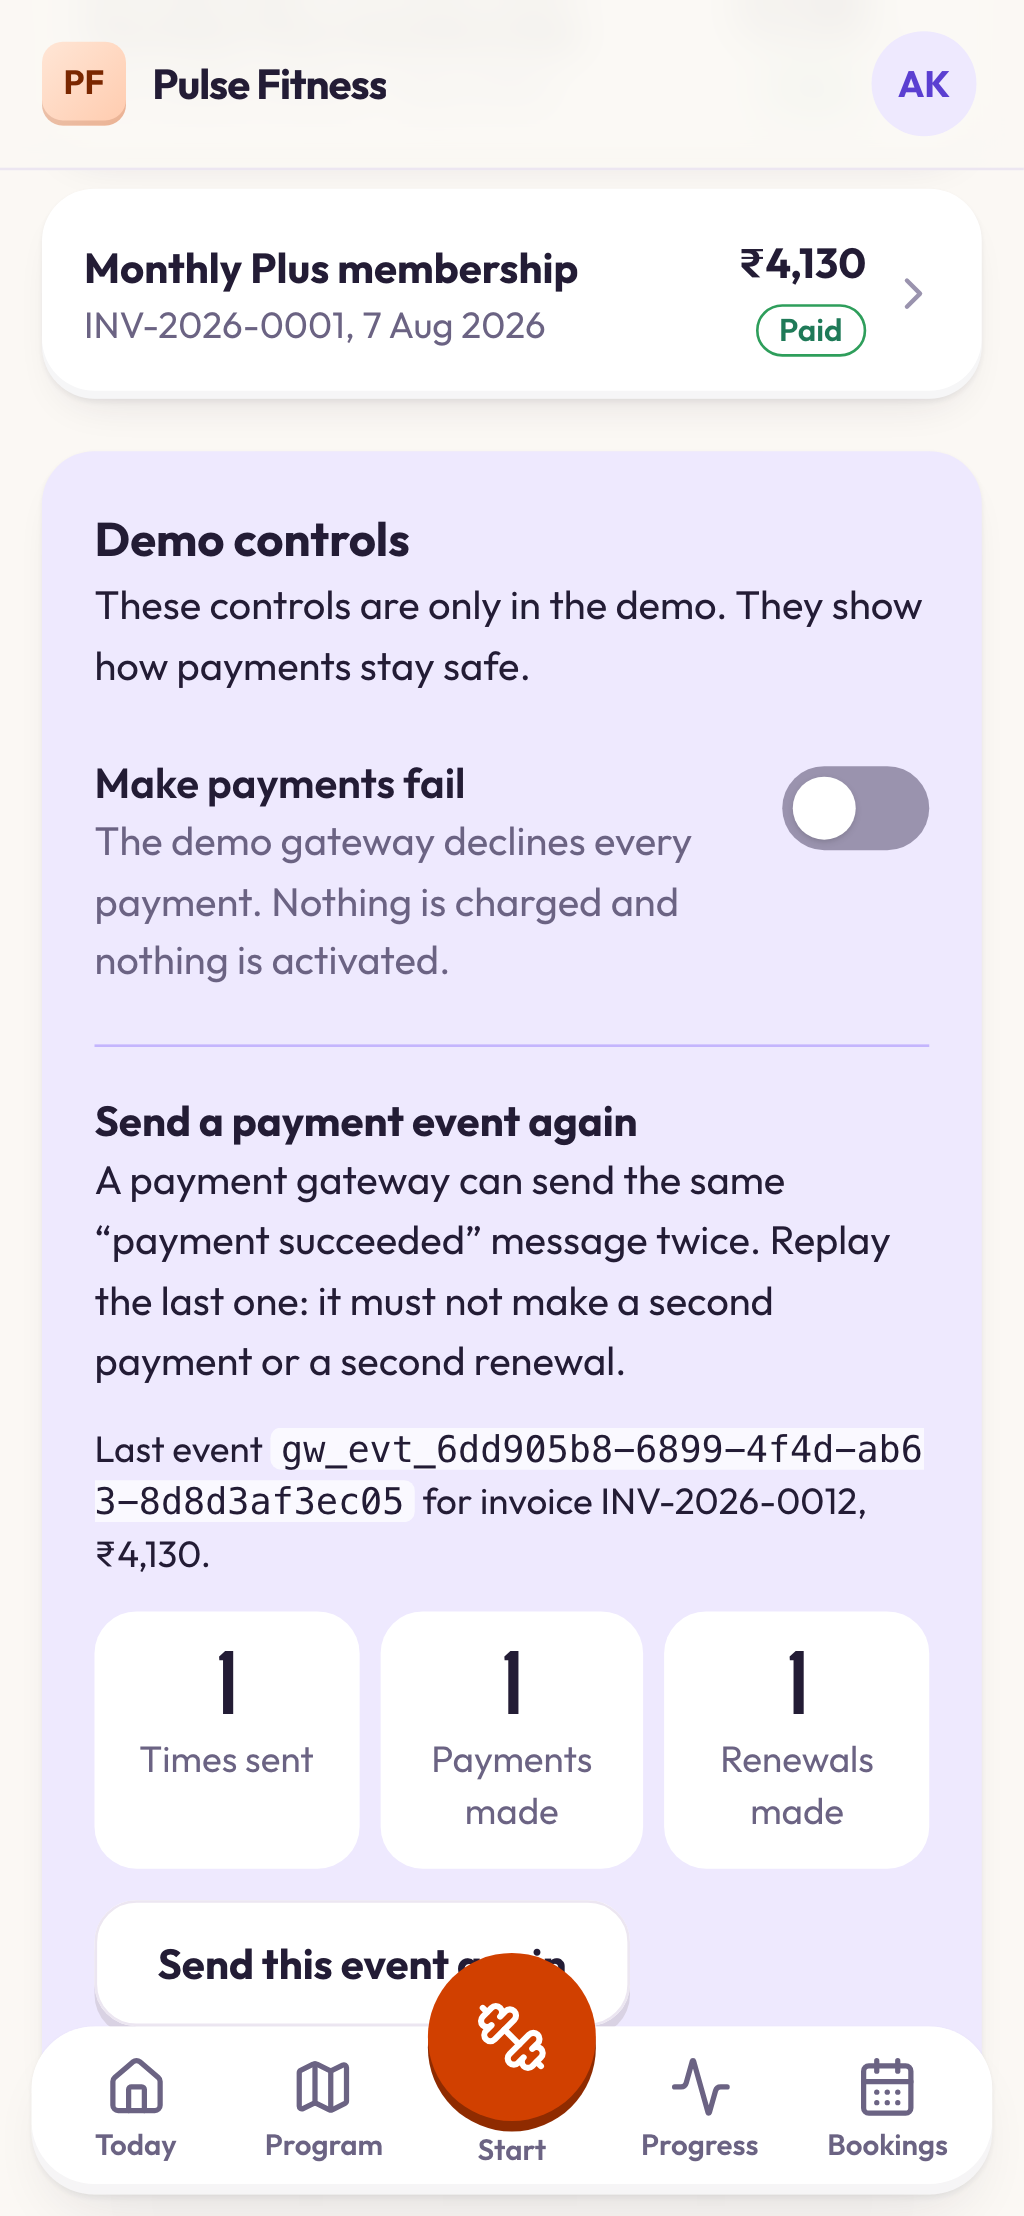 PF
Pulse Fitness
AK
Monthly Plus membership
₹4,130
INV-2026-0001, 7 Aug 2026
Paid
Demo controls
These controls are only in the demo. They show
how payments stay safe.
Make payments fail
The demo gateway declines every
payment. Nothing is charged and
nothing is activated.
Send a payment event again
A payment gateway can send the same
“payment succeeded” message twice. Replay
the last one: it must not make a second
payment or a second renewal.
Last event gw_evt_6dd905b8-6899-4f4d-ab6
3-8d8d3af3ec05 for invoice INV-2026-0012,
₹4,130.
1
Times sent
1
Payments
made
1
Renewals
made
Send this event again
Today
Program
Start
Progress
Bookings